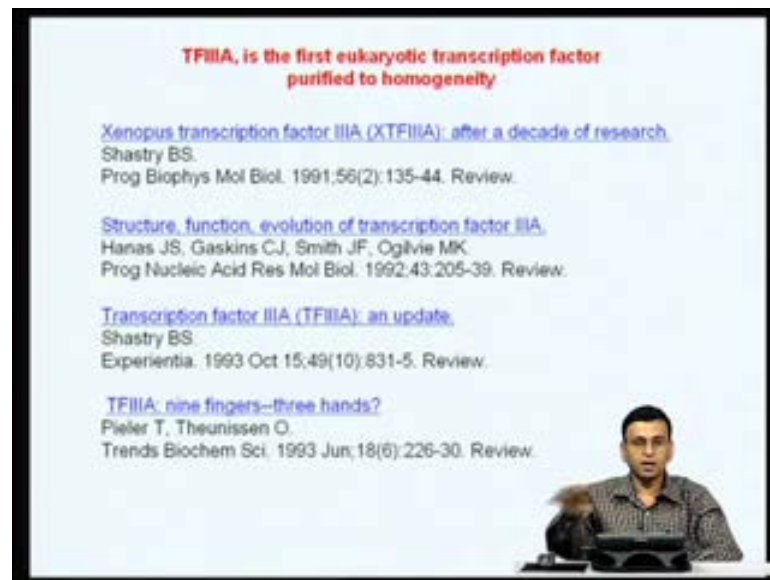 TFIIIA, is the first eukaryotic transcription factor
purified to homogeneity
Xenopus transcription factor IIIA (XTFIIIA): after a decade of research.
Shastry BS.
Prog Biophys Mol Biol. 1991;56(2):135-44. Review.
Structure, function, evolution of transcription factor IIIA.
Hanas JS, Gaskins CJ, Smith JF, Ogilvie MK.
Prog Nucleic Acid Res Mol Biol. 1992;43:205-39. Review.
Transcription factor IIIA (TFIIIA): an update.
Shastry BS.
Experientia. 1993 Oct 15;49(10):831-5. Review.
TFIIIA: nine fingers--three hands?
Pieler T, Theunissen O.
Trends Biochem Sci. 1993 Jun;18(6):226-30. Review.